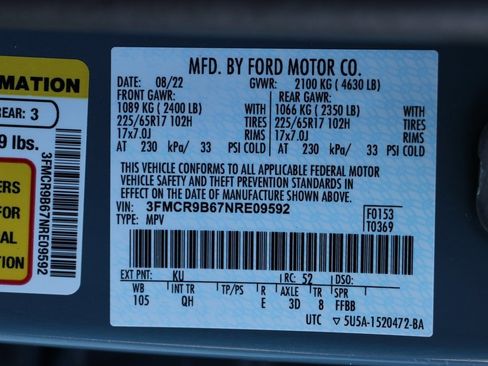 ORMATION
REAR: 3
9 lbs.
ERS
FOR
AL
ON
3FMCR9B67NRE09592
MFD. BY FORD MOTOR CO.
DATE: 08/22 GVWR: 2100 KG ( 4630 LB)
FRONT GAWR: REAR GAWR:
1089 KG ( 2400 LB) WITH 1066 KG ( 2350 LB) WITH
225/65R17 102H TIRES 225/65R17 102H TIRES
17x7.0J RIMS 17x7.0J RIMS
AT 230 kPa/ 33 PSI COLD AT 230 kPa/ 33 PSI COLD
THIS VEHICLE CONFORMS TO ALL APPLICABLE FEDERAL MOTOR
VEHICLE SAFETY AND THEFT PREVENTION STANDARDS IN
EFFECT ON THE DATE OF MANUFACTURE SHOWN ABOVE.
VIN: 3FMCR9B67NRE09592 F0153
TYPE: MPV T0369
EXT PNT: KU RC: 52 DSO:
WB INT TR TP/PS R AXLE TR SPR
105 QH E 3D 8 FFBB
UTC ▽ 5U5A-1520472-BA